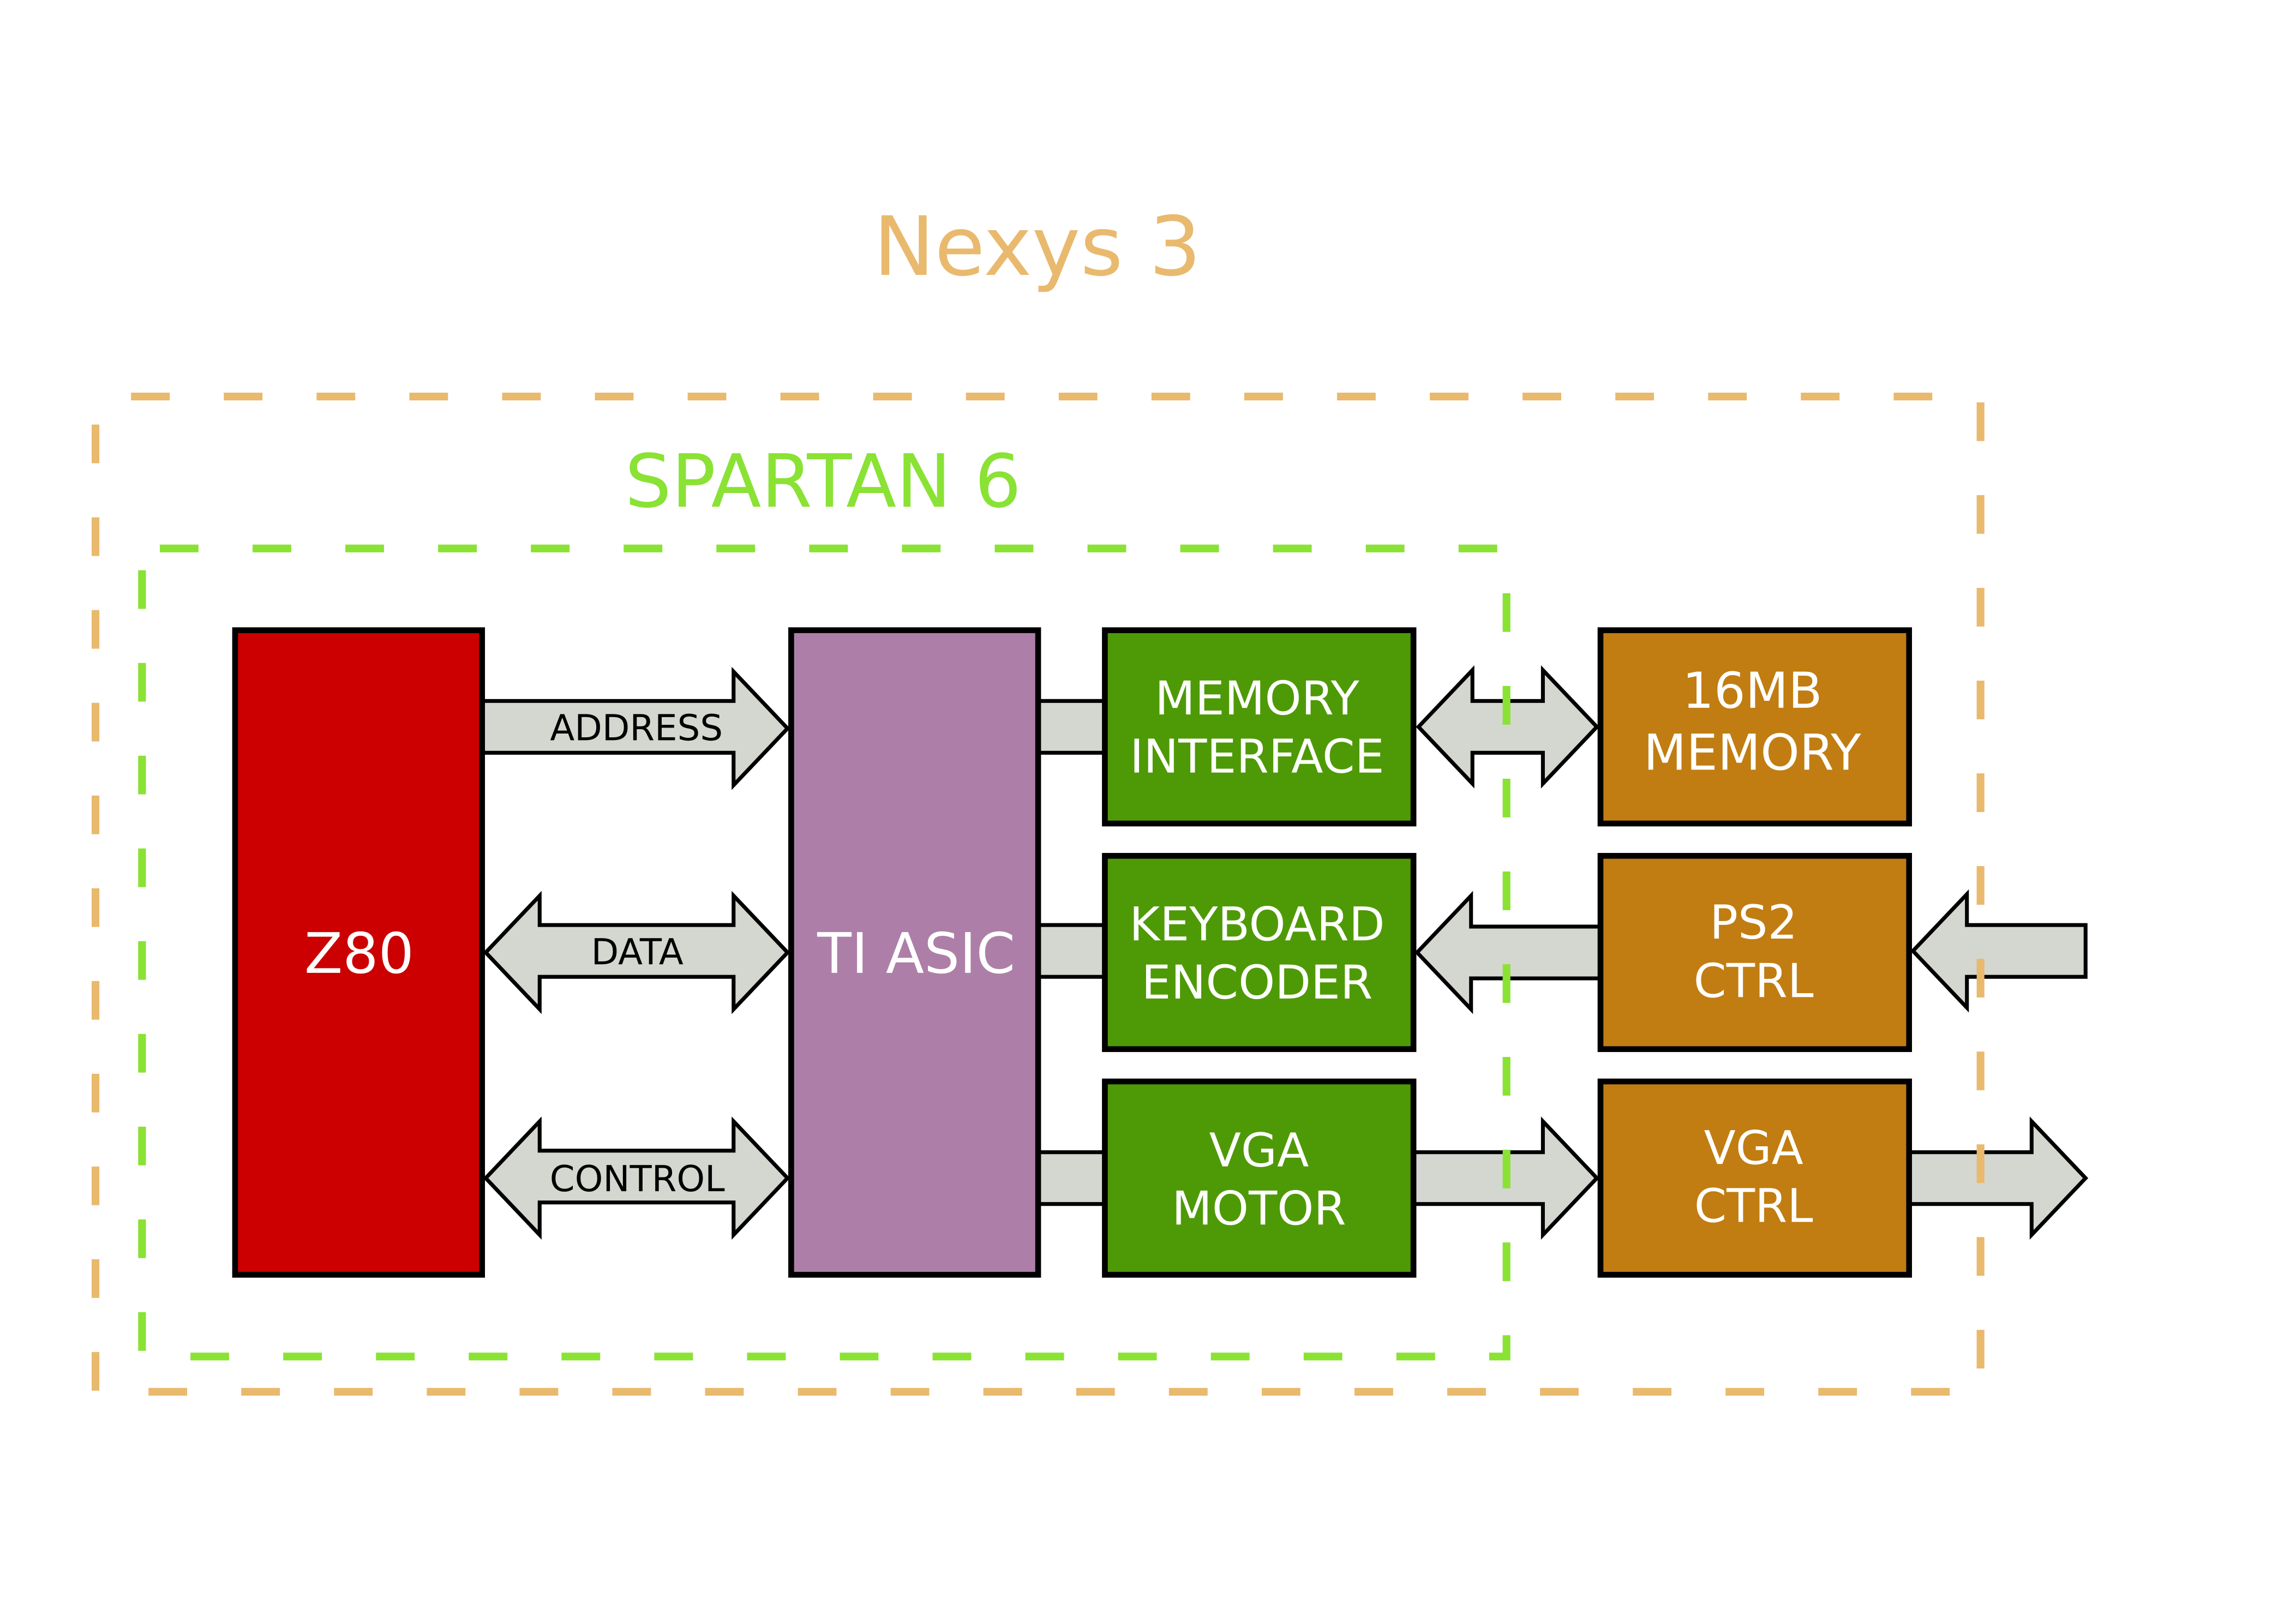 Nexys 3
SPARTAN 6
Z80
ADDRESS
DATA
CONTROL
TI ASIC
MEMORY
INTERFACE
KEYBOARD
ENCODER
VGA
MOTOR
16MB
MEMORY
PS2
CTRL
VGA
CTRL